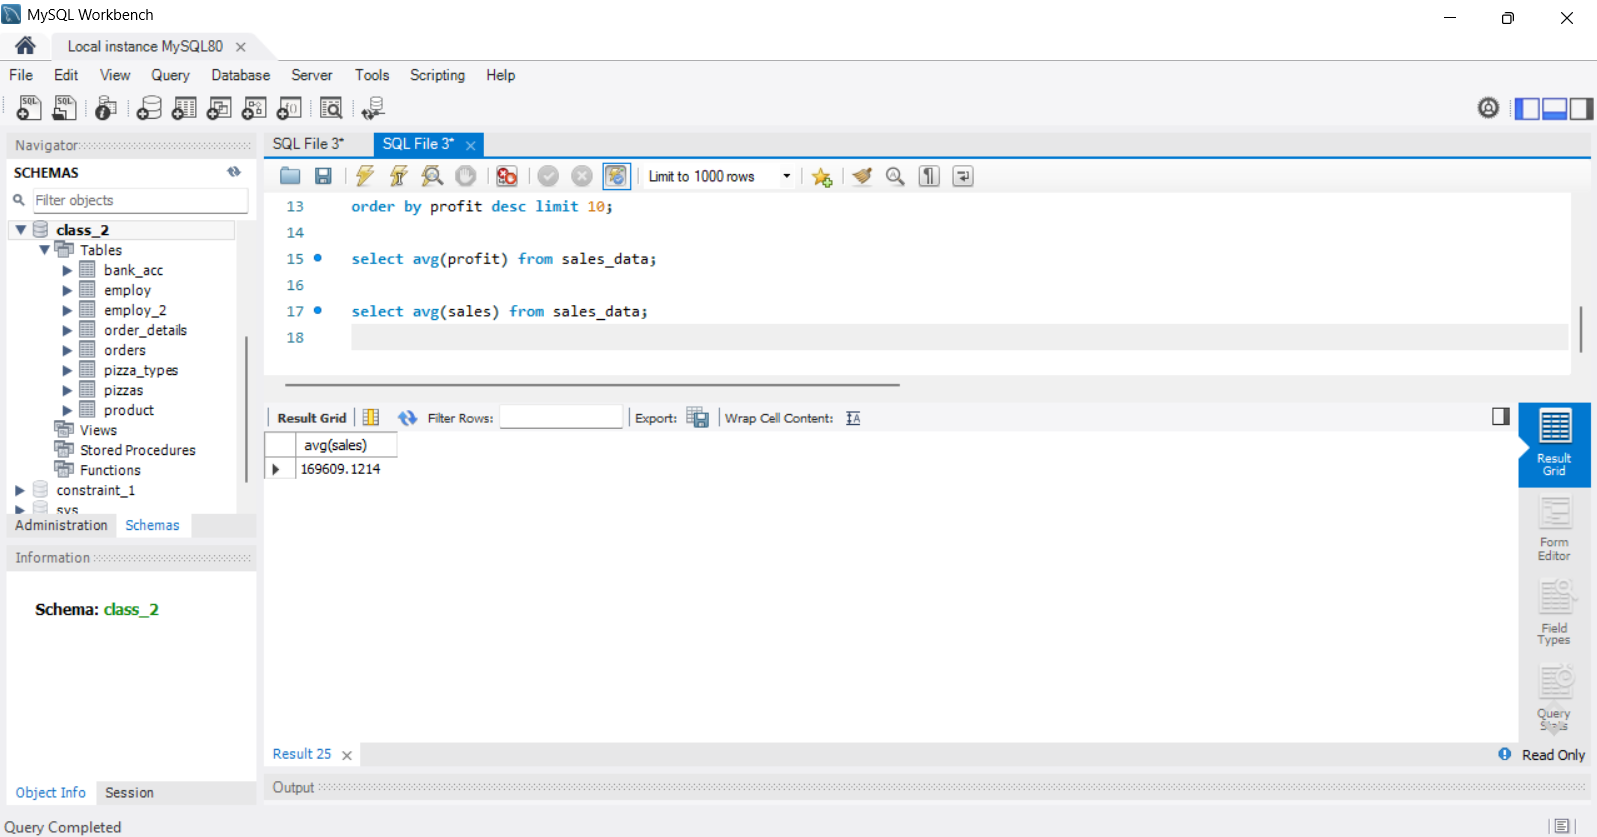 MySQL Workbench
Local instance MySQL80
File Edit View Query Database Server Tools Scripting Help
Navigator
SCHEMAS
Filter objects
class_2
Tables
bank_acc
employ
employ_2
order_details
orders
pizza_types
pizzas
product
Views
Stored Procedures
Functions
constraint_1
sys
Administration Schemas
Information
Schema: class_2
Object Info Session
SQL File 3* SQL File 3*
Limit to 1000 rows
13 order by profit desc limit 10;
14
15 select avg(profit) from sales_data;
16
17 select avg(sales) from sales_data;
18
Result Grid Filter Rows: Export: Wrap Cell Content:
avg(sales)
169609.1214
Result
Grid
Form
Editor
Field
Types
Query
Stats
Result 25
Read Only
Output
Query Completed